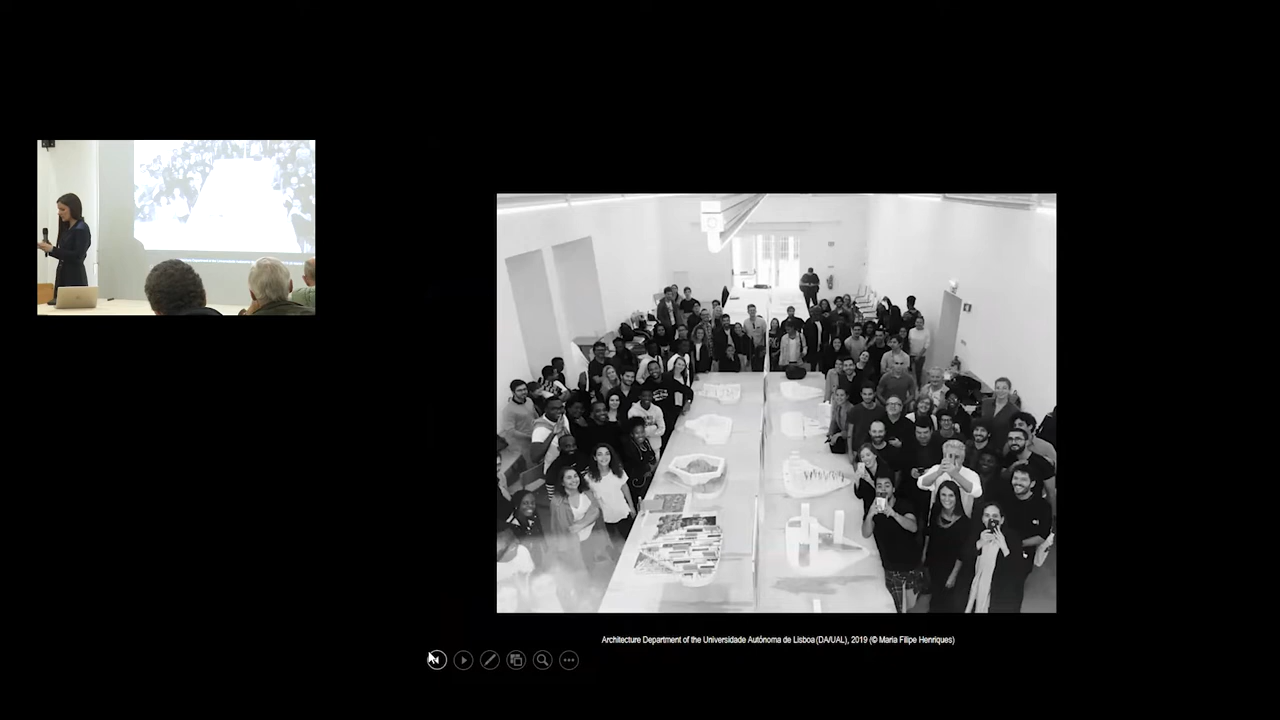 Architecture Department of the Universidade Autónoma de Lisboa (DA/UAL), 2019 (© Maria Filipe Henriques)